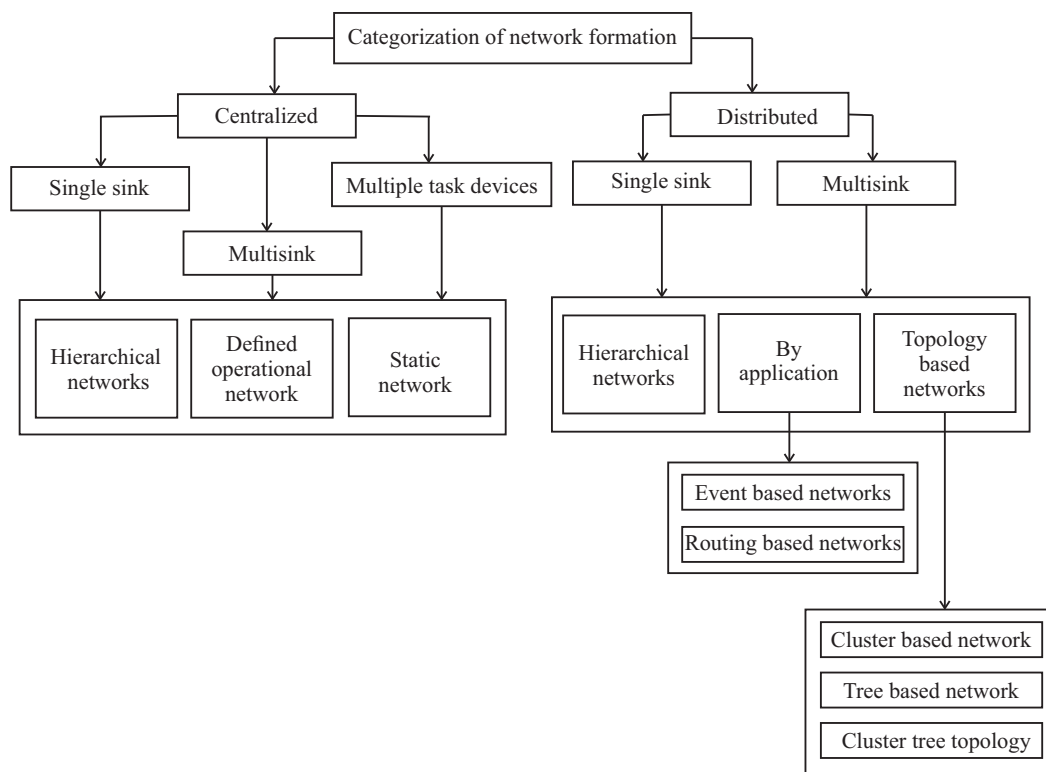 Categorization of network formation
Centralized
Distributed
Single sink
Multiple task devices
Single sink
Multisink
Multisink
Hierarchical
networks
Defined
operational
network
Static
network
Hierarchical
networks
By
application
Topology
based
networks
Event based networks
Routing based networks
Cluster based network
Tree based network
Cluster tree topology